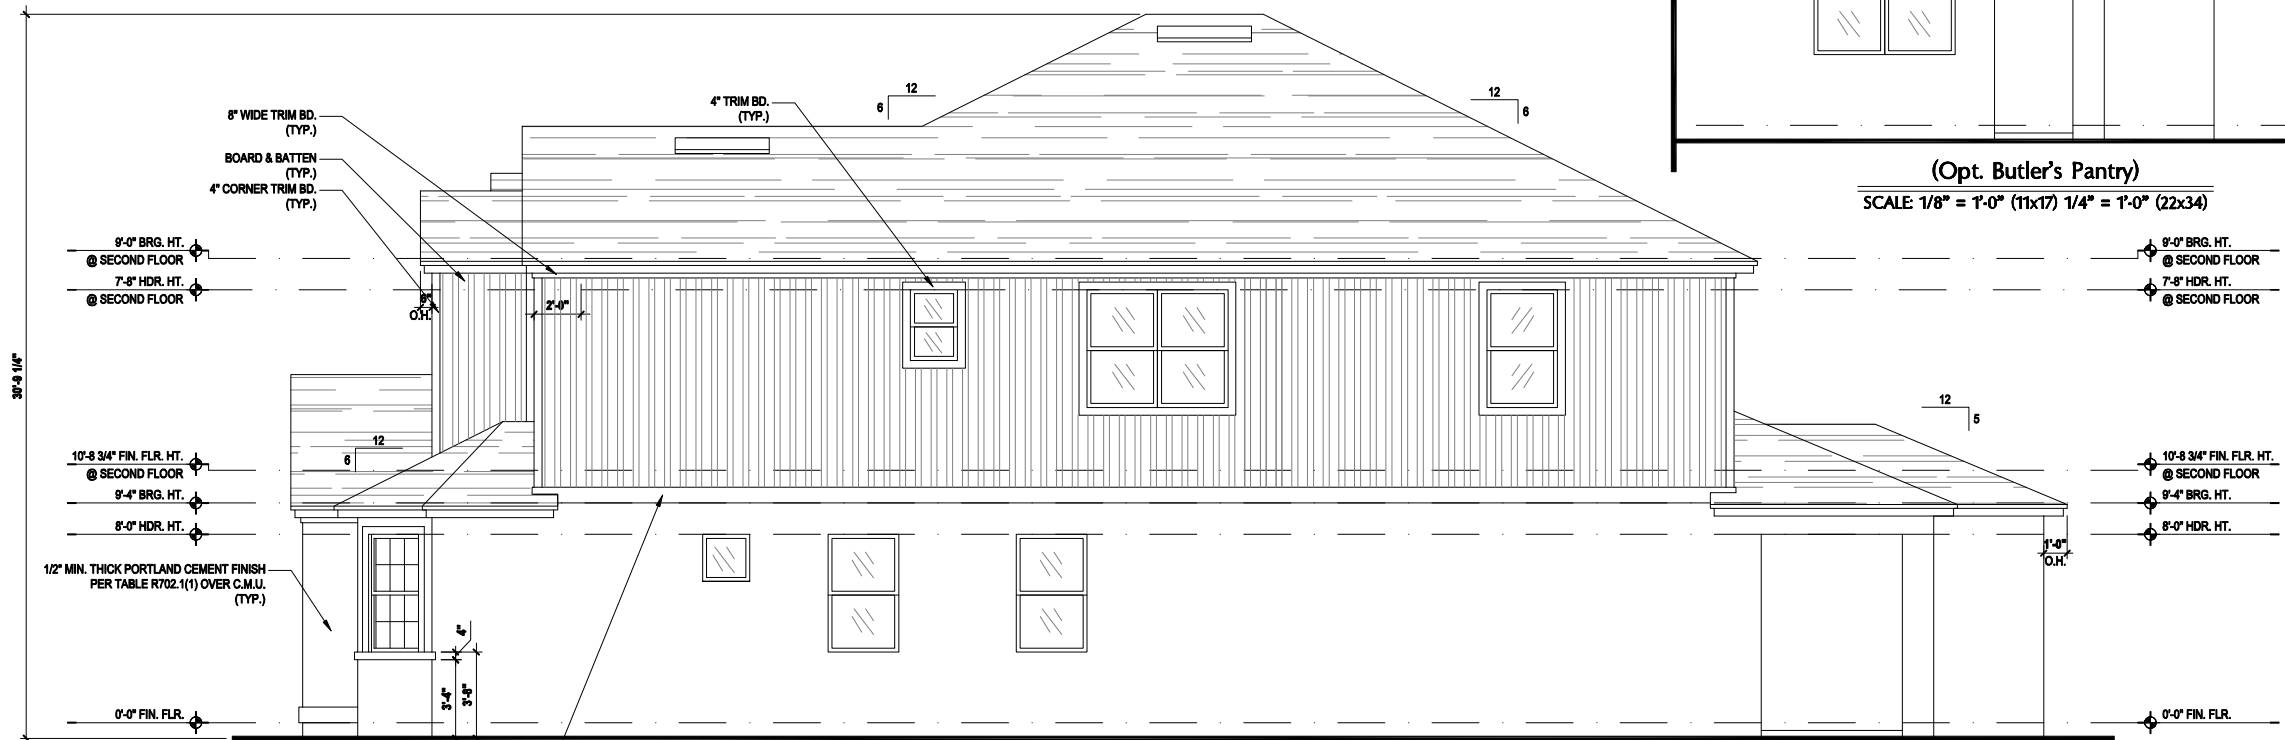 12
6
12
6
4" TRIM BD.
(TYP.)
8" WIDE TRIM BD.
(TYP.)
BOARD & BATTEN
(TYP.)
4" CORNER TRIM BD.
(TYP.)
(Opt. Butler's Pantry)
SCALE: 1/8" = 1'-0" (11x17) 1/4" = 1'-0" (22x34)
9'-0" BRG. HT.
@ SECOND FLOOR
7'-8" HDR. HT.
@ SECOND FLOOR
9'-0" BRG. HT.
@ SECOND FLOOR
7'-8" HDR. HT.
@ SECOND FLOOR
6"
O.H.
2'-0"
30'-9 1/4"
12
5
12
6
10'-8 3/4" FIN. FLR. HT.
@ SECOND FLOOR
9'-4" BRG. HT.
8'-0" HDR. HT.
10'-8 3/4" FIN. FLR. HT.
@ SECOND FLOOR
9'-4" BRG. HT.
8'-0" HDR. HT.
1'-0"
O.H.
1/2" MIN. THICK PORTLAND CEMENT FINISH
PER TABLE R702.1(1) OVER C.M.U.
(TYP.)
4"
3'-4"
3'-8"
0'-0" FIN. FLR.
0'-0" FIN. FLR.